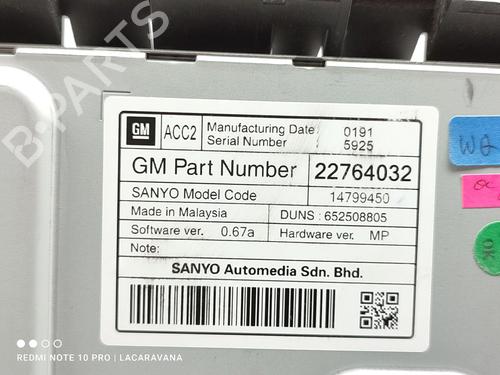 B-PARTS
GM
ACC2
Manufacturing Date 0191
Serial Number 5925
GM Part Number 22764032
SANYO Model Code 14799450
Made in Malaysia DUNS : 652508805
Software ver. 0.67a Hardware ver. MP
Note:
SANYO Automedia Sdn. Bhd.
WQ
OK
REDMI NOTE 10 PRO | LACARAVANA